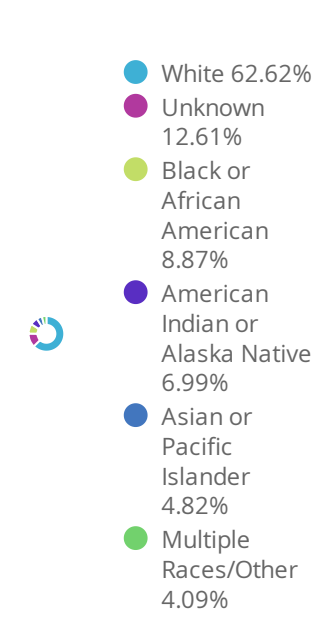 White 62.62%
Unknown
12.61%
Black or
African
American
8.87%
American
Indian or
Alaska Native
6.99%
Asian or
Pacific
Islander
4.82%
Multiple
Races/Other
4.09%